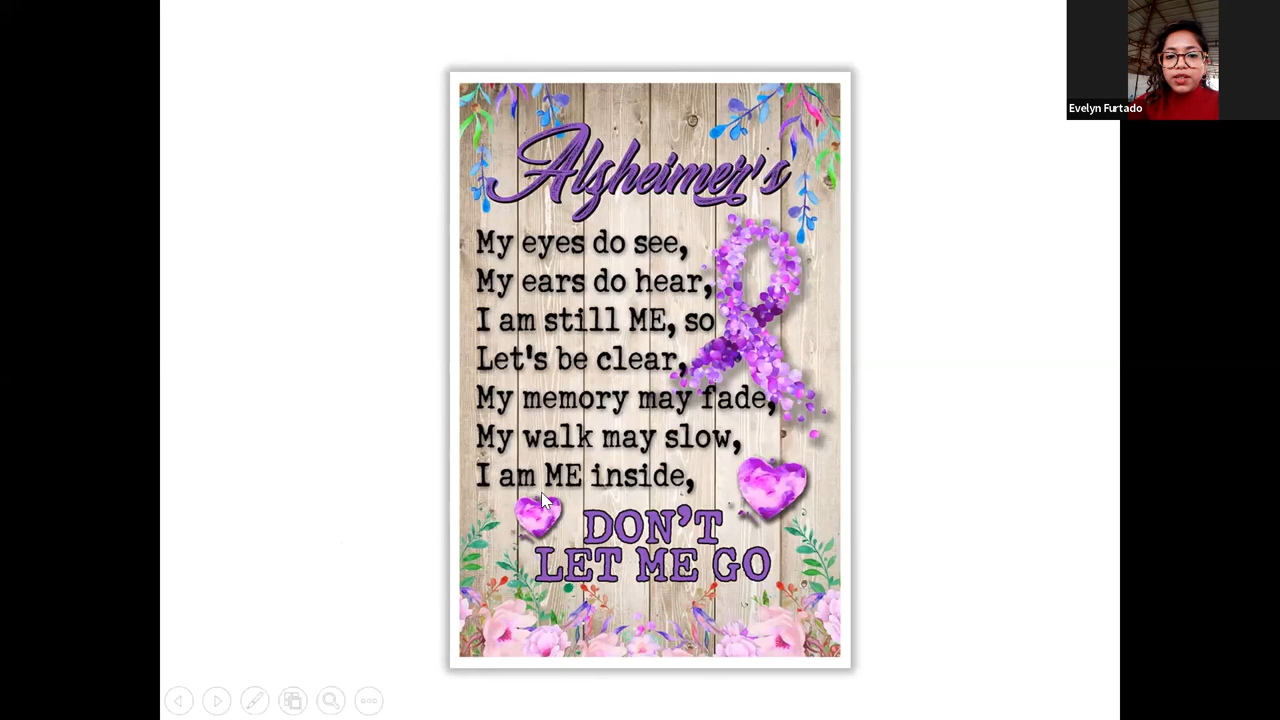 Evelyn Furtado
Alzheimer's
My eyes do see,
My ears do hear,
I am still ME, so
Let's be clear,
My memory may fade,
My walk may slow,
I am ME inside,
DON'T
LET ME GO